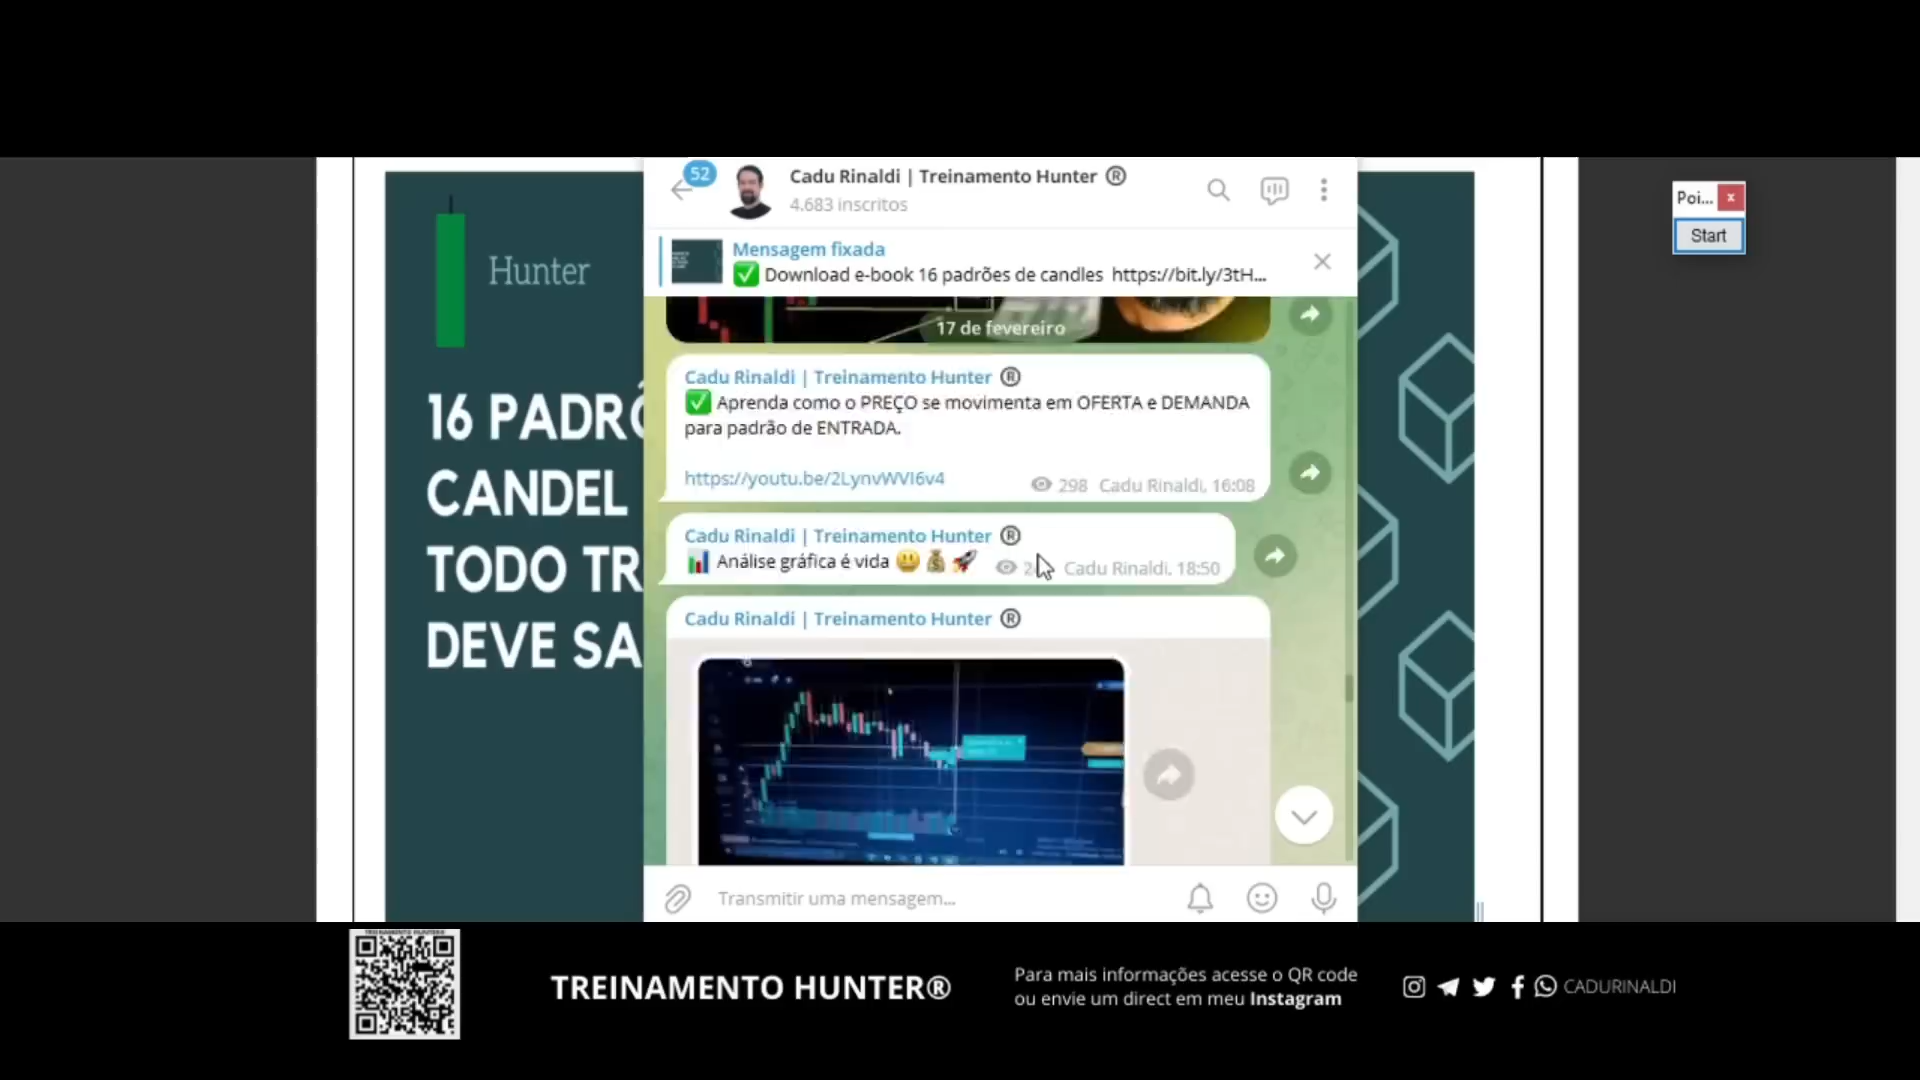 52
Cadu Rinaldi | Treinamento Hunter ®
4.683 inscritos
Mensagem fixada
✅ Download e-book 16 padrões de candles https://bit.ly/3tH...
17 de fevereiro
Cadu Rinaldi | Treinamento Hunter ®
✅ Aprenda como o PREÇO se movimenta em OFERTA e DEMANDA
para padrão de ENTRADA.
https://youtu.be/2LynvWVI6v4
298 Cadu Rinaldi, 16:08
Cadu Rinaldi | Treinamento Hunter ®
📊 Análise gráfica é vida 😃💰🚀
Cadu Rinaldi, 18:50
Cadu Rinaldi | Treinamento Hunter ®
Transmitir uma mensagem...
Hunter
16 PADRÕ
CANDEL
TODO TR
DEVE SA
Poi...
Start
TREINAMENTO HUNTER®
Para mais informações acesse o QR code
ou envie um direct em meu Instagram
CADURINALDI